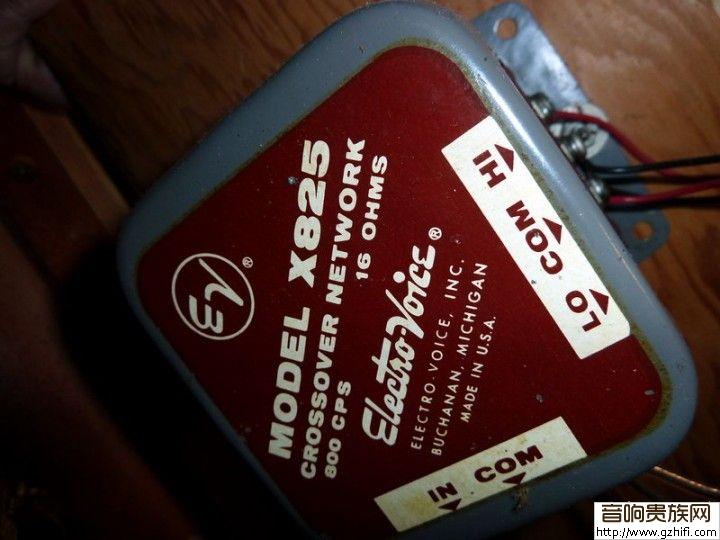 EV ®
MODEL X825
CROSSOVER NETWORK
800 CPS 16 OHMS
Electro-Voice®
ELECTRO-VOICE, INC.
BUCHANAN, MICHIGAN
MADE IN U.S.A.
HI
COM
LO
IN COM
音响贵族网
http://www.gzhifi.com